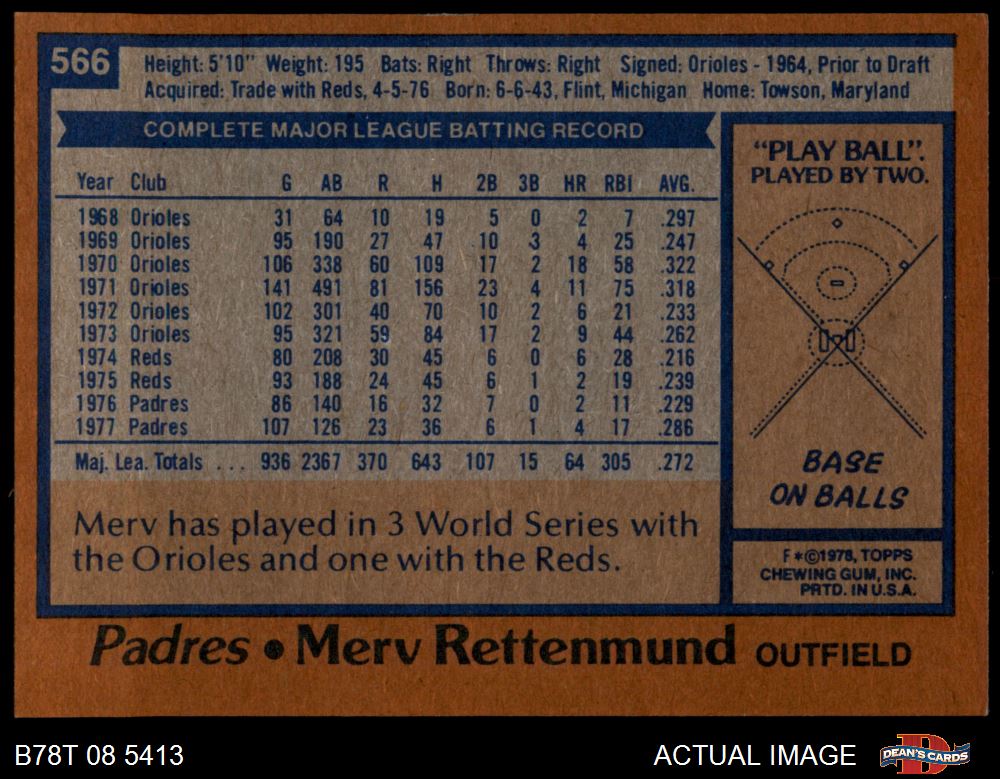 566
Height: 5'10" Weight: 195 Bats: Right Throws: Right Signed: Orioles - 1964, Prior to Draft
Acquired: Trade with Reds, 4-5-76 Born: 6-6-43, Flint, Michigan Home: Towson, Maryland
COMPLETE MAJOR LEAGUE BATTING RECORD
Year Club G AB R H 2B 3B HR RBI AVG.
1968 Orioles 31 64 10 19 5 0 2 7 .297
1969 Orioles 95 190 27 47 10 3 4 25 .247
1970 Orioles 106 338 60 109 17 2 18 58 .322
1971 Orioles 141 491 81 156 23 4 11 75 .318
1972 Orioles 102 301 40 70 10 2 6 21 .233
1973 Orioles 95 321 59 84 17 2 9 44 .262
1974 Reds 80 208 30 45 6 0 6 28 .216
1975 Reds 93 188 24 45 6 1 2 19 .239
1976 Padres 86 140 16 32 7 0 2 11 .229
1977 Padres 107 126 23 36 6 1 4 17 .286
Maj. Lea. Totals ... 936 2367 370 643 107 15 64 305 .272
Merv has played in 3 World Series with
the Orioles and one with the Reds.
"PLAY BALL".
PLAYED BY TWO.
BASE
ON BALLS
F *©1978, TOPPS
CHEWING GUM, INC.
PRTD. IN U.S.A.
Padres • Merv Rettenmund OUTFIELD
B78T 08 5413
ACTUAL IMAGE
DEAN'S CARDS